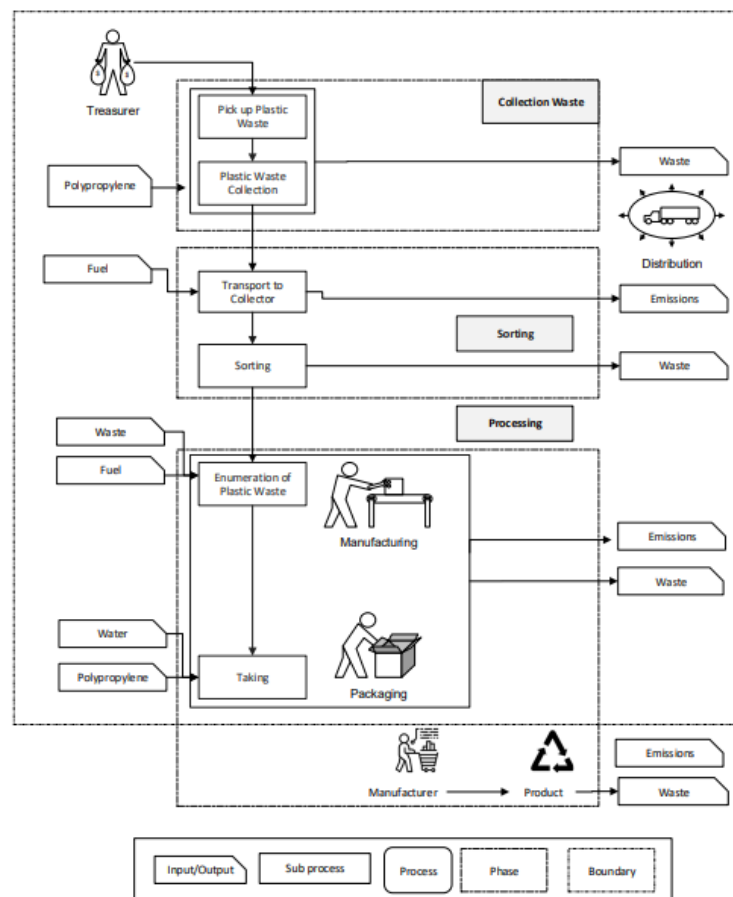 Treasurer
Collection Waste
Pick up Plastic
Waste
Plastic Waste
Collection
Polypropylene
Waste
Distribution
Fuel
Transport to
Collector
Emissions
Sorting
Sorting
Waste
Processing
Waste
Fuel
Enumeration of
Plastic Waste
Manufacturing
Emissions
Waste
Water
Polypropylene
Taking
Packaging
Manufacturer
Product
Emissions
Waste
Input/Output
Sub process
Process
Phase
Boundary